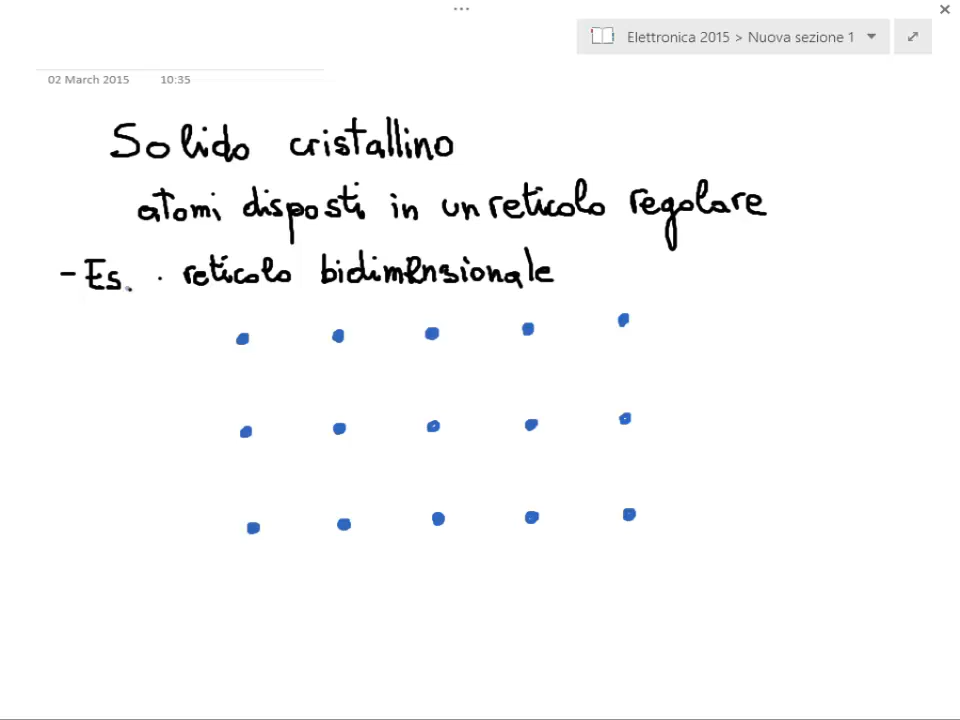 Elettronica 2015 > Nuova sezione 1
02 March 2015 10:35
Solido cristallino
atomi disposti in un reticolo regolare
- Es. . reticolo bidimensionale